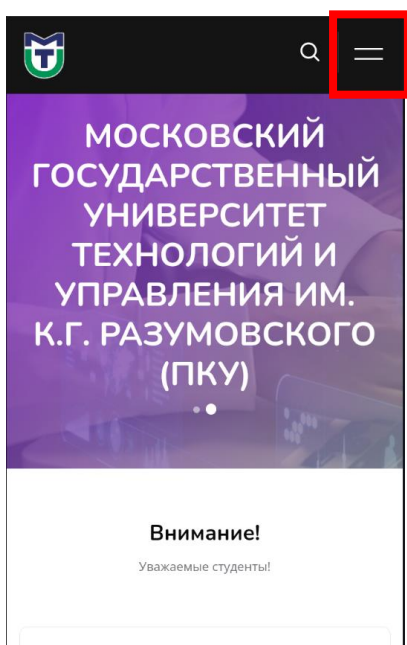 МОСКОВСКИЙ
ГОСУДАРСТВЕННЫЙ
УНИВЕРСИТЕТ
ТЕХНОЛОГИЙ И
УПРАВЛЕНИЯ ИМ.
К.Г. РАЗУМОВСКОГО
(ПКУ)
Внимание!
Уважаемые студенты!